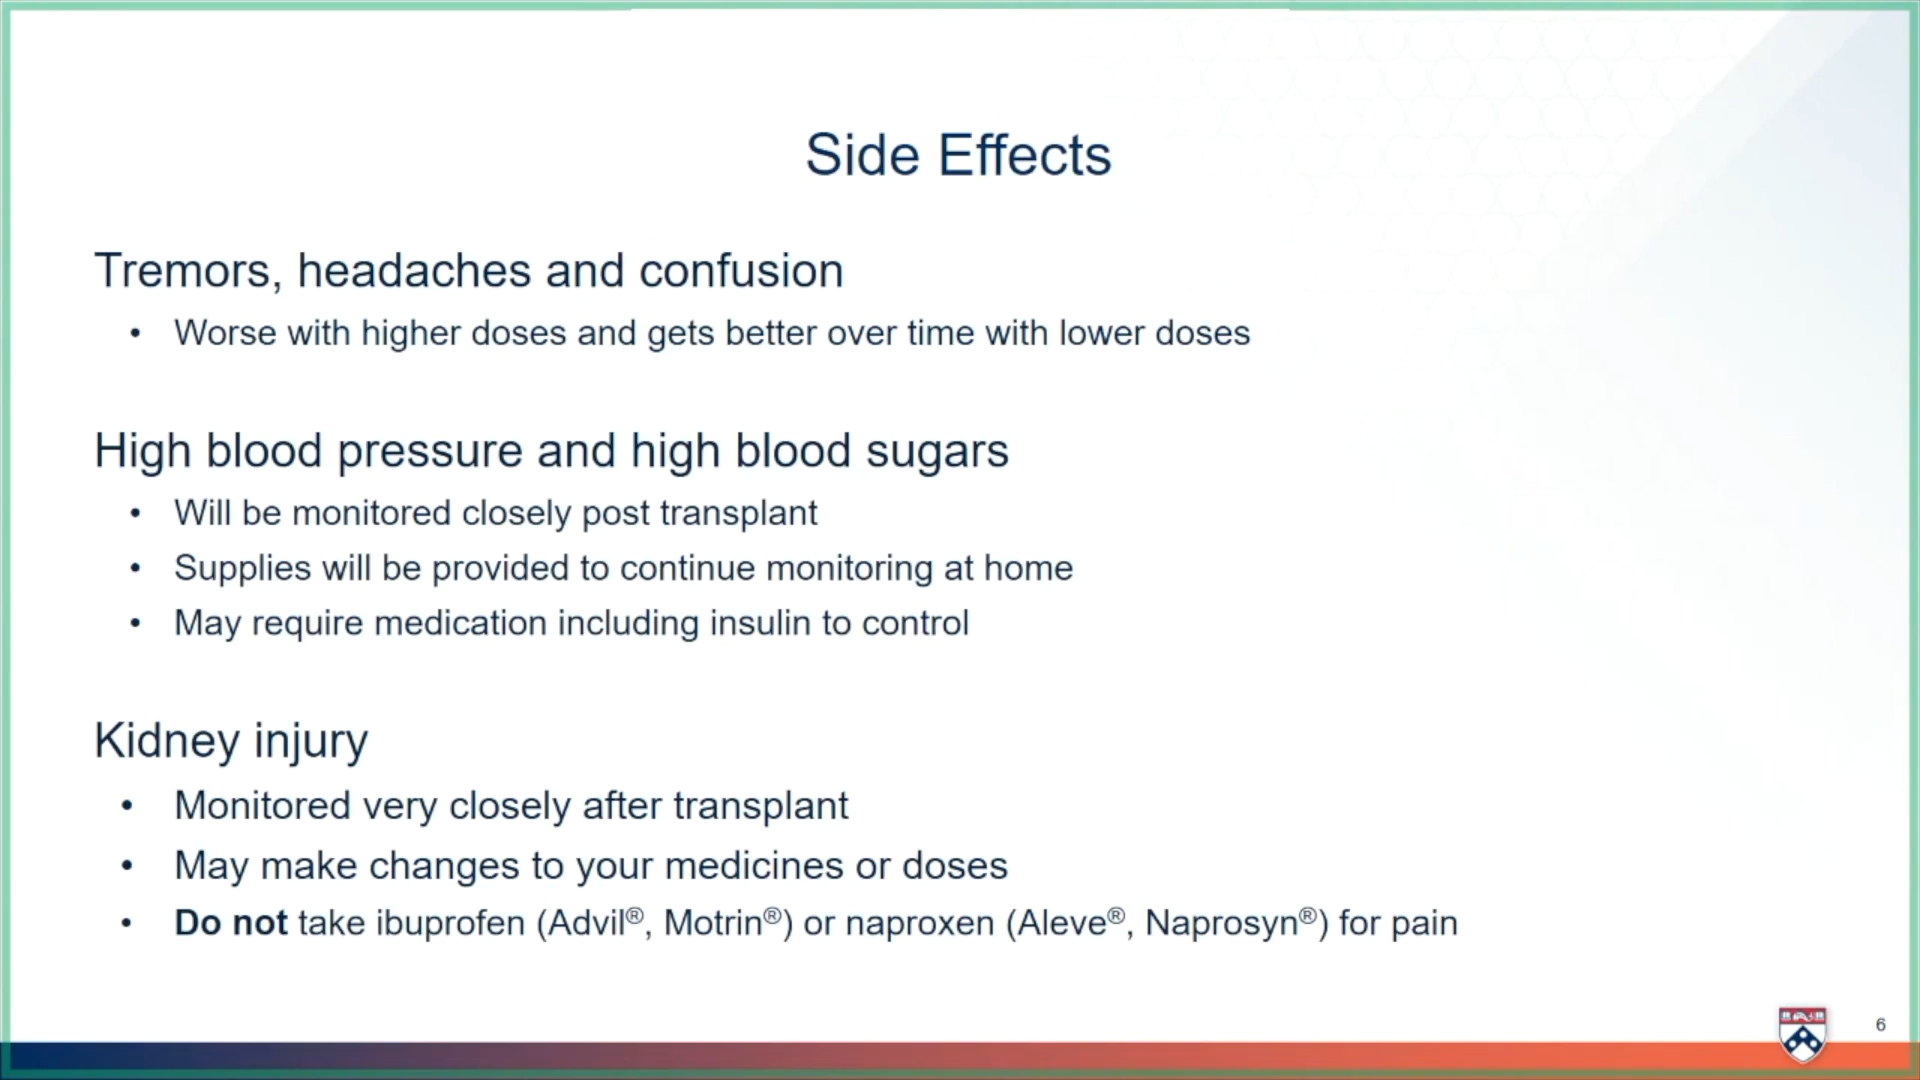 Side Effects
Tremors, headaches and confusion
• Worse with higher doses and gets better over time with lower doses
High blood pressure and high blood sugars
• Will be monitored closely post transplant
• Supplies will be provided to continue monitoring at home
• May require medication including insulin to control
Kidney injury
• Monitored very closely after transplant
• May make changes to your medicines or doses
• Do not take ibuprofen (Advil®, Motrin®) or naproxen (Aleve®, Naprosyn®) for pain
6